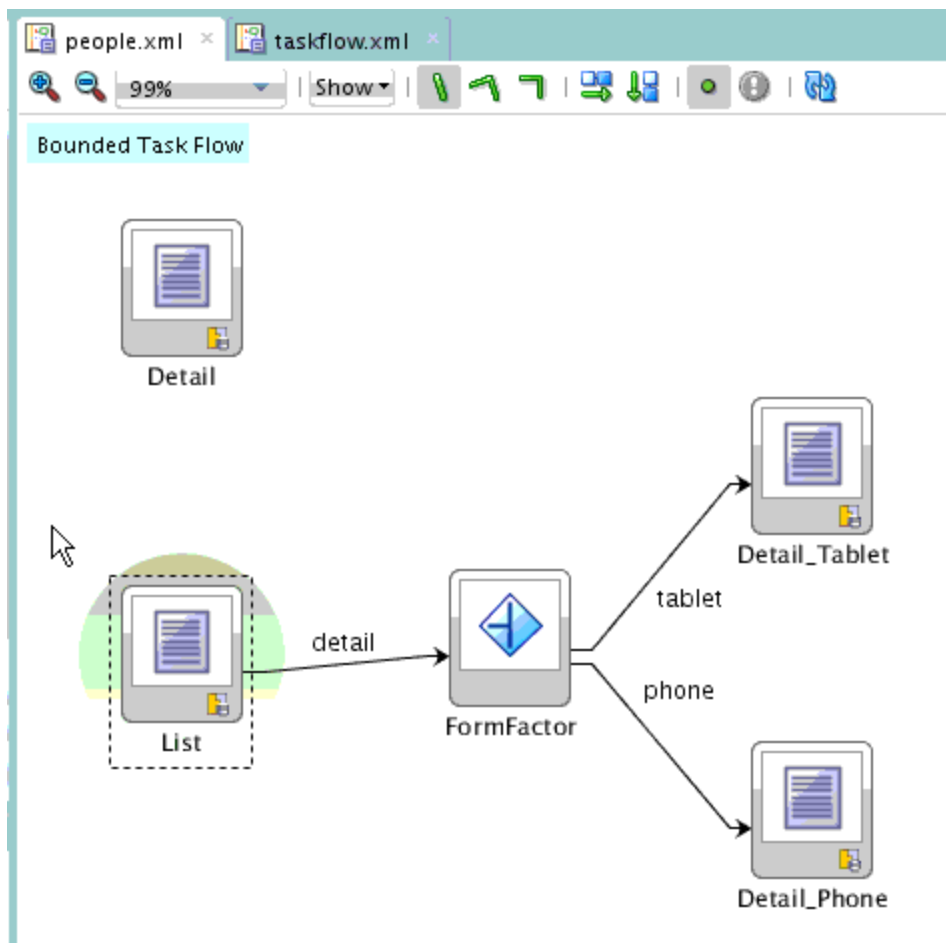 people.xml
taskflow.xml
99%
Show
Bounded Task Flow
Detail
Detail_Tablet
tablet
detail
phone
FormFactor
List
Detail_Phone